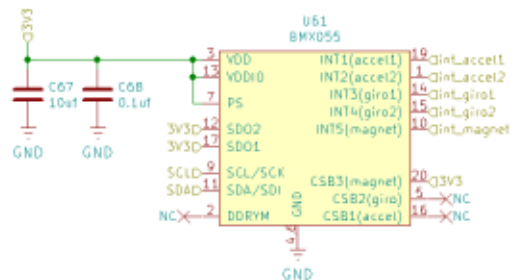 U61
BMX055
3V3
C67
10uf
C68
0.1uf
GND
GND
3 VDD
13 VDDIO
7 PS
3V3 12 SDO2
3V3 17 SDO1
SCL 9 SCL/SCK
SDA 11 SDA/SDI
NC 2 DDRYM
INT1(accel1) 19 int_accel1
INT2(accel2) 1 int_accel2
INT3(giro1) 14 int_giro1
INT4(giro2) 15 int_giro2
INT5(magnet) 10 int_magnet
CSB3(magnet) 20 3V3
CSB2(giro) 5 NC
CSB1(accel) 16 NC
GND
GND